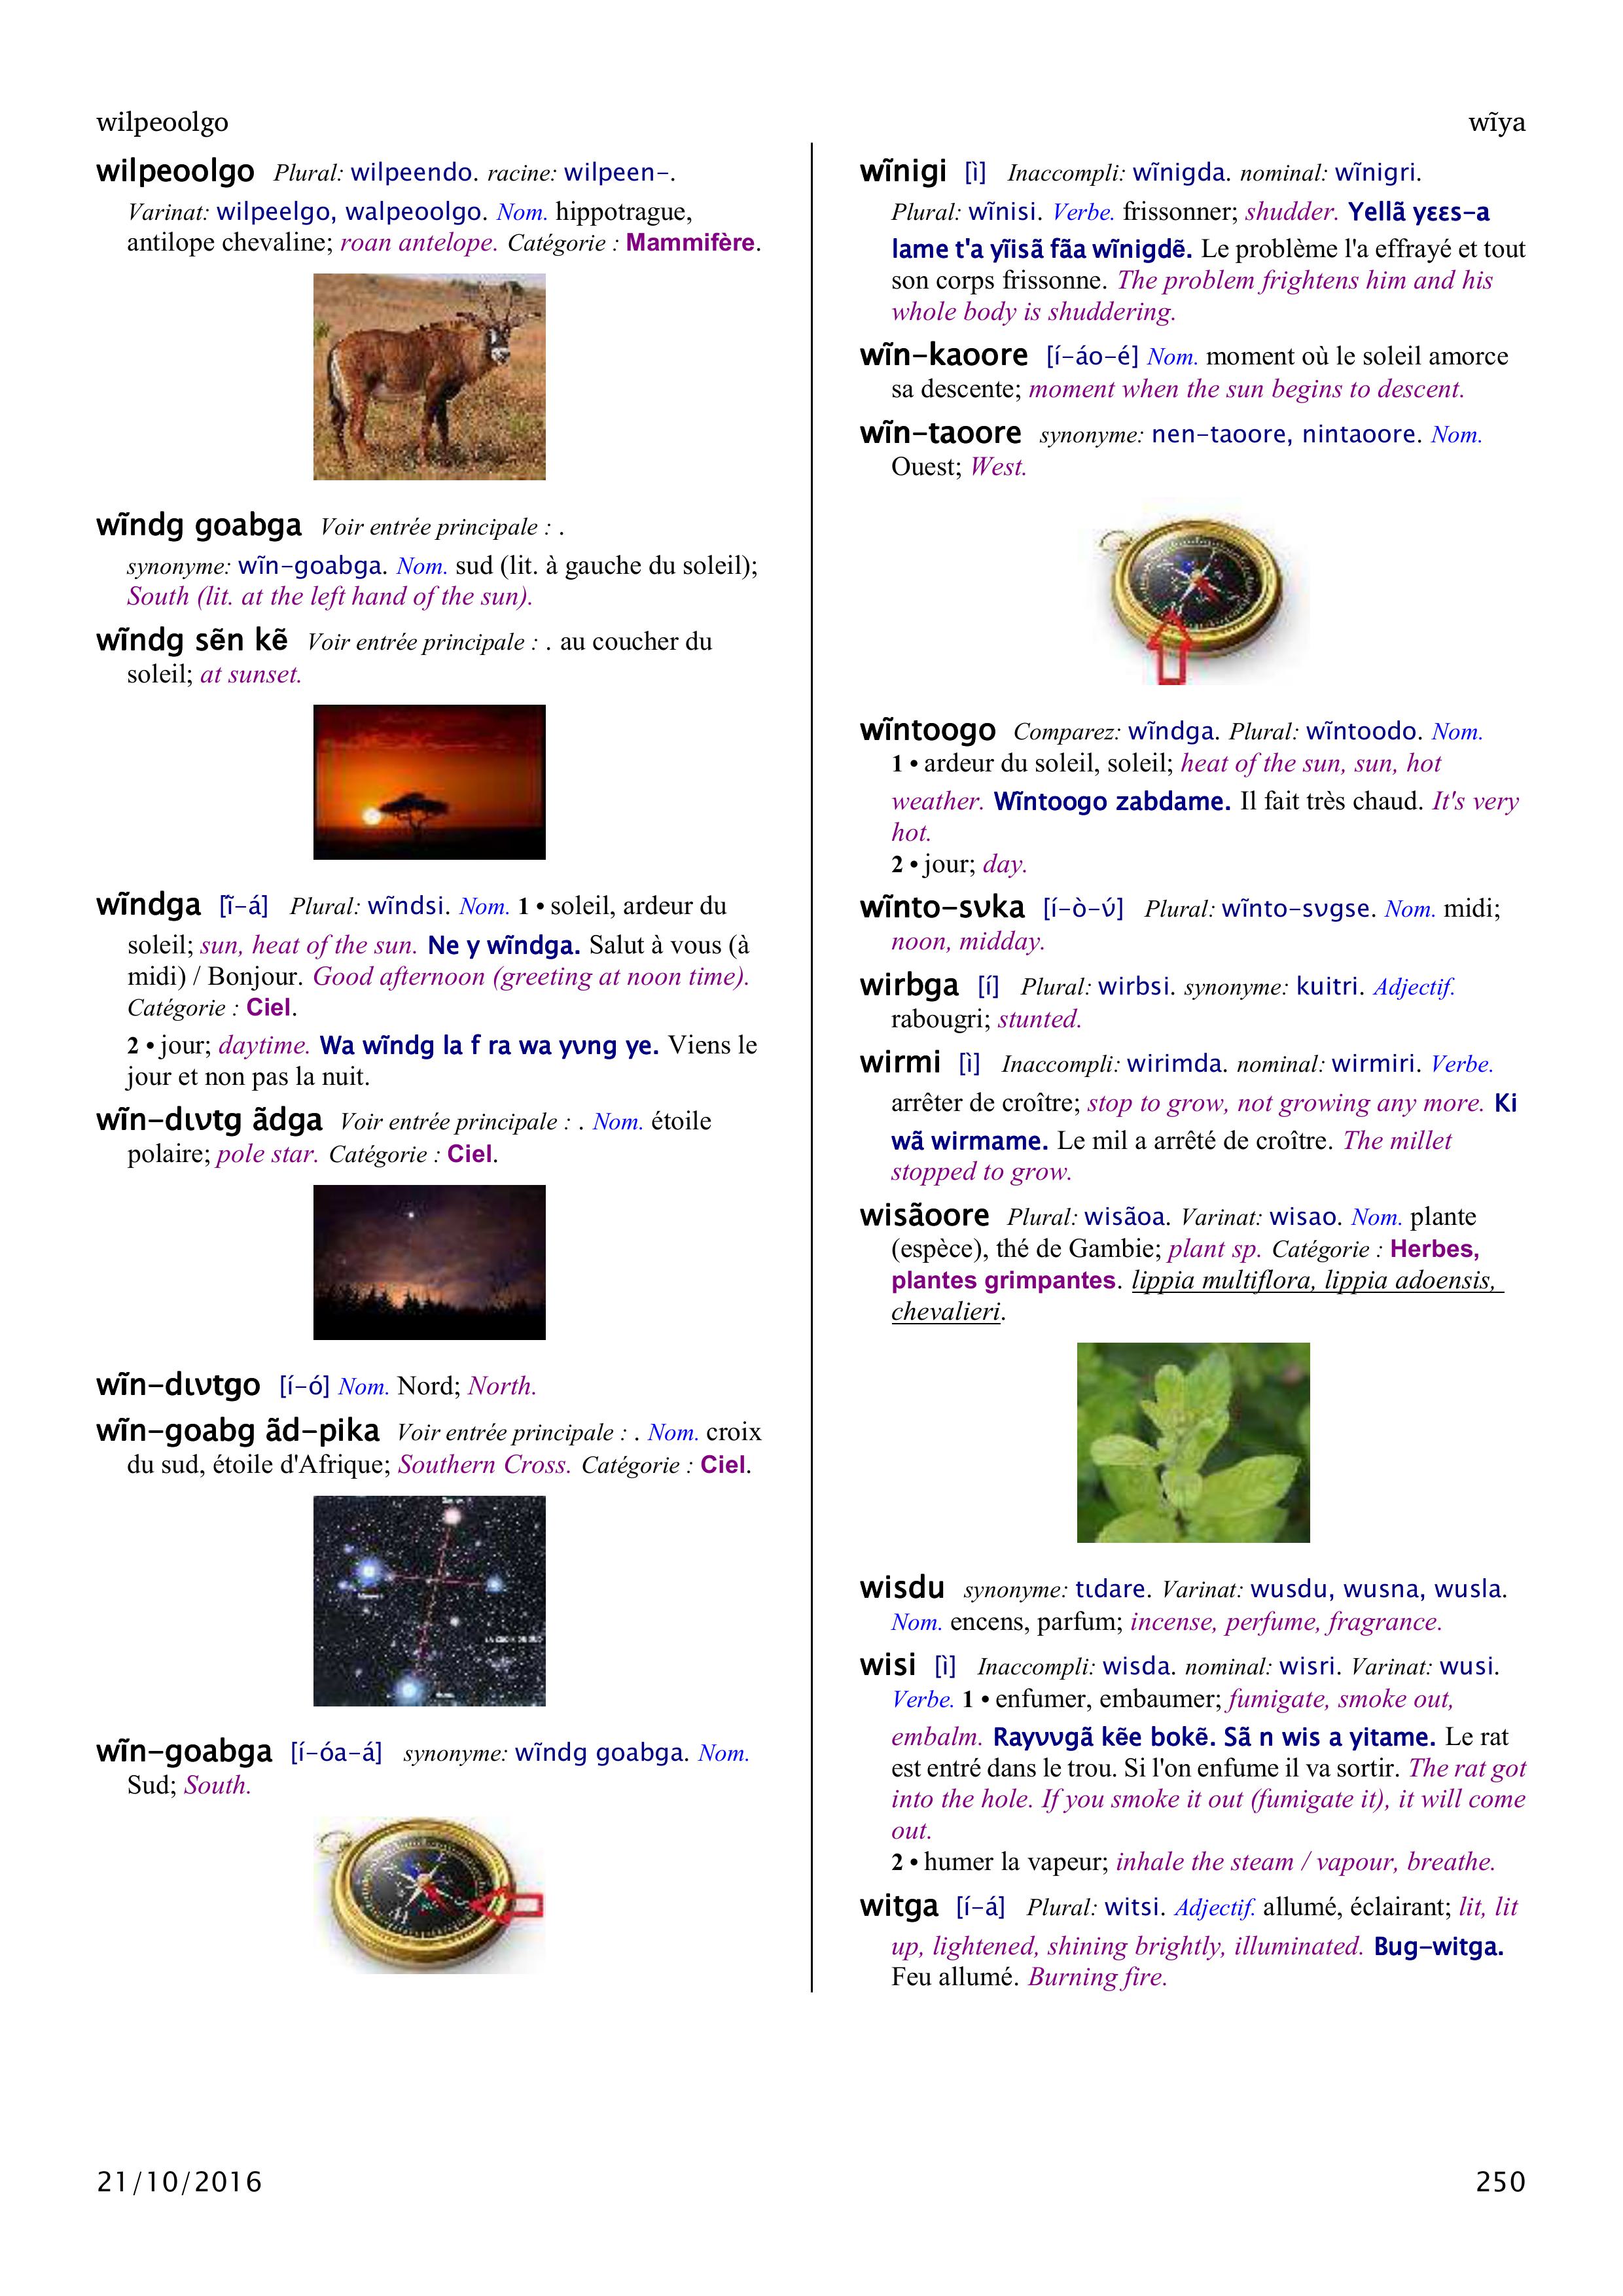 wilpeoolgo
wĩya
wilpeoolgo Plural: wilpeendo. racine: wilpeen-.
Varinat: wilpeelgo, walpeoolgo. Nom. hippotrague,
antilope chevaline; roan antelope. Catégorie : Mammifère.
wĩndg goabga Voir entrée principale : .
synonyme: wĩn-goabga. Nom. sud (lit. à gauche du soleil);
South (lit. at the left hand of the sun).
wĩndg sẽn kẽ Voir entrée principale : . au coucher du
soleil; at sunset.
wĩndga [ĩ-á] Plural: wĩndsi. Nom. 1 • soleil, ardeur du
soleil; sun, heat of the sun. Ne y wĩndga. Salut à vous (à
midi) / Bonjour. Good afternoon (greeting at noon time).
Catégorie : Ciel.
2 • jour; daytime. Wa wĩndg la f ra wa yʋng ye. Viens le
jour et non pas la nuit.
wĩn-dɩʋtg ãdga Voir entrée principale : . Nom. étoile
polaire; pole star. Catégorie : Ciel.
wĩn-dɩʋtgo [í-ó] Nom. Nord; North.
wĩn-goabg ãd-pika Voir entrée principale : . Nom. croix
du sud, étoile d'Afrique; Southern Cross. Catégorie : Ciel.
wĩn-goabga [í-óa-á] synonyme: wĩndg goabga. Nom.
Sud; South.
wĩnigi [ì] Inaccompli: wĩnigda. nominal: wĩnigri.
Plural: wĩnisi. Verbe. frissonner; shudder. Yellã yɛɛs-a
lame t'a yĩisã fãa wĩnigdẽ. Le problème l'a effrayé et tout
son corps frissonne. The problem frightens him and his
whole body is shuddering.
wĩn-kaoore [í-áo-é] Nom. moment où le soleil amorce
sa descente; moment when the sun begins to descent.
wĩn-taoore synonyme: nen-taoore, nintaoore. Nom.
Ouest; West.
wĩntoogo Comparez: wĩndga. Plural: wĩntoodo. Nom.
1 • ardeur du soleil, soleil; heat of the sun, sun, hot
weather. Wĩntoogo zabdame. Il fait très chaud. It's very
hot.
2 • jour; day.
wĩnto-sʋka [í-ò-ʋ́] Plural: wĩnto-sʋgse. Nom. midi;
noon, midday.
wirbga [í] Plural: wirbsi. synonyme: kuitri. Adjectif.
rabougri; stunted.
wirmi [ì] Inaccompli: wirimda. nominal: wirmiri. Verbe.
arrêter de croître; stop to grow, not growing any more. Ki
wã wirmame. Le mil a arrêté de croître. The millet
stopped to grow.
wisãoore Plural: wisãoa. Varinat: wisao. Nom. plante
(espèce), thé de Gambie; plant sp. Catégorie : Herbes,
plantes grimpantes. lippia multiflora, lippia adoensis,
chevalieri.
wisdu synonyme: tɩdare. Varinat: wusdu, wusna, wusla.
Nom. encens, parfum; incense, perfume, fragrance.
wisi [ì] Inaccompli: wisda. nominal: wisri. Varinat: wusi.
Verbe. 1 • enfumer, embaumer; fumigate, smoke out,
embalm. Rayʋʋgã kẽe bokẽ. Sã n wis a yitame. Le rat
est entré dans le trou. Si l'on enfume il va sortir. The rat got
into the hole. If you smoke it out (fumigate it), it will come
out.
2 • humer la vapeur; inhale the steam / vapour, breathe.
witga [í-á] Plural: witsi. Adjectif. allumé, éclairant; lit, lit
up, lightened, shining brightly, illuminated. Bug-witga.
Feu allumé. Burning fire.
21/10/2016
250